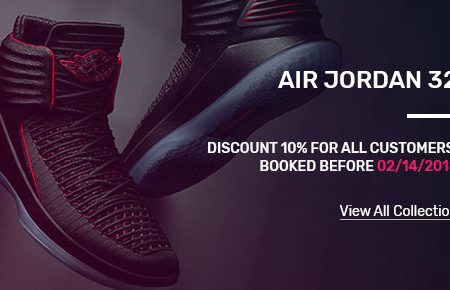 AIR JORDAN 32
DISCOUNT 10% FOR ALL CUSTOMERS
BOOKED BEFORE 02/14/201
View All Collectio